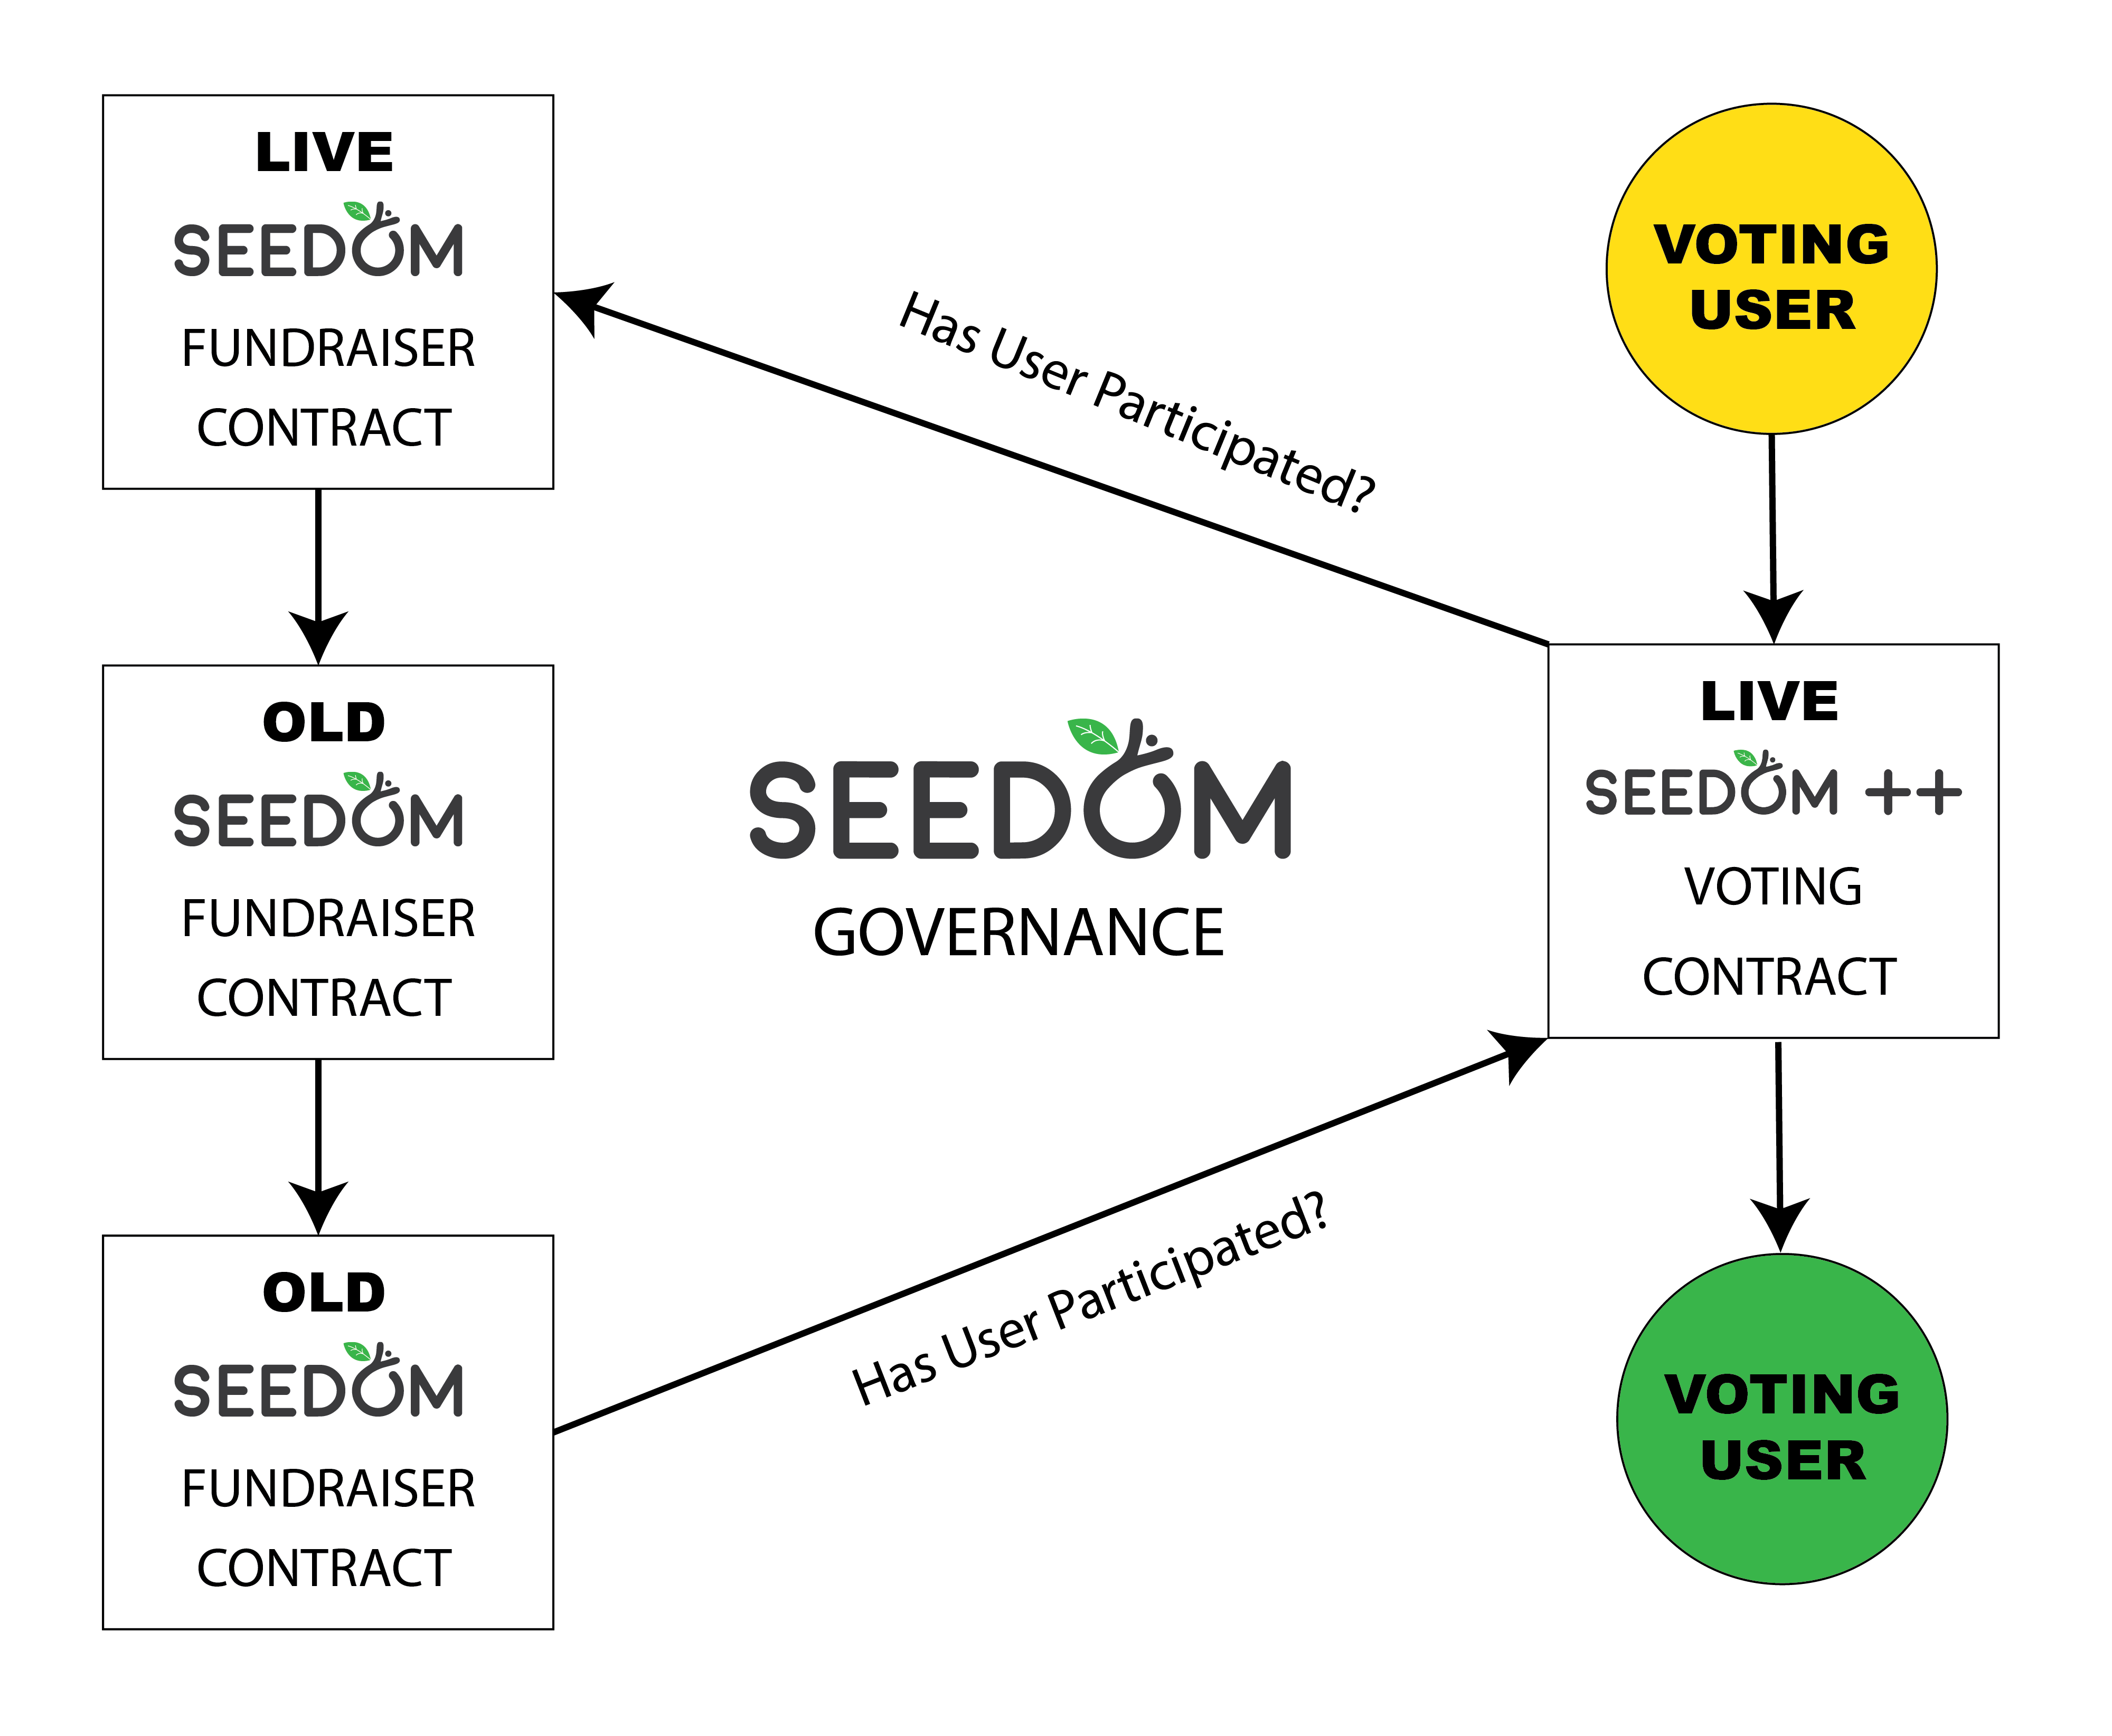 LIVE
SEEDOM
FUNDRAISER
CONTRACT
OLD
SEEDOM
FUNDRAISER
CONTRACT
OLD
SEEDOM
FUNDRAISER
CONTRACT
Has User Participated?
SEEDOM
GOVERNANCE
Has User Participated?
VOTING
USER
LIVE
SEEDOM ++
VOTING
CONTRACT
VOTING
USER